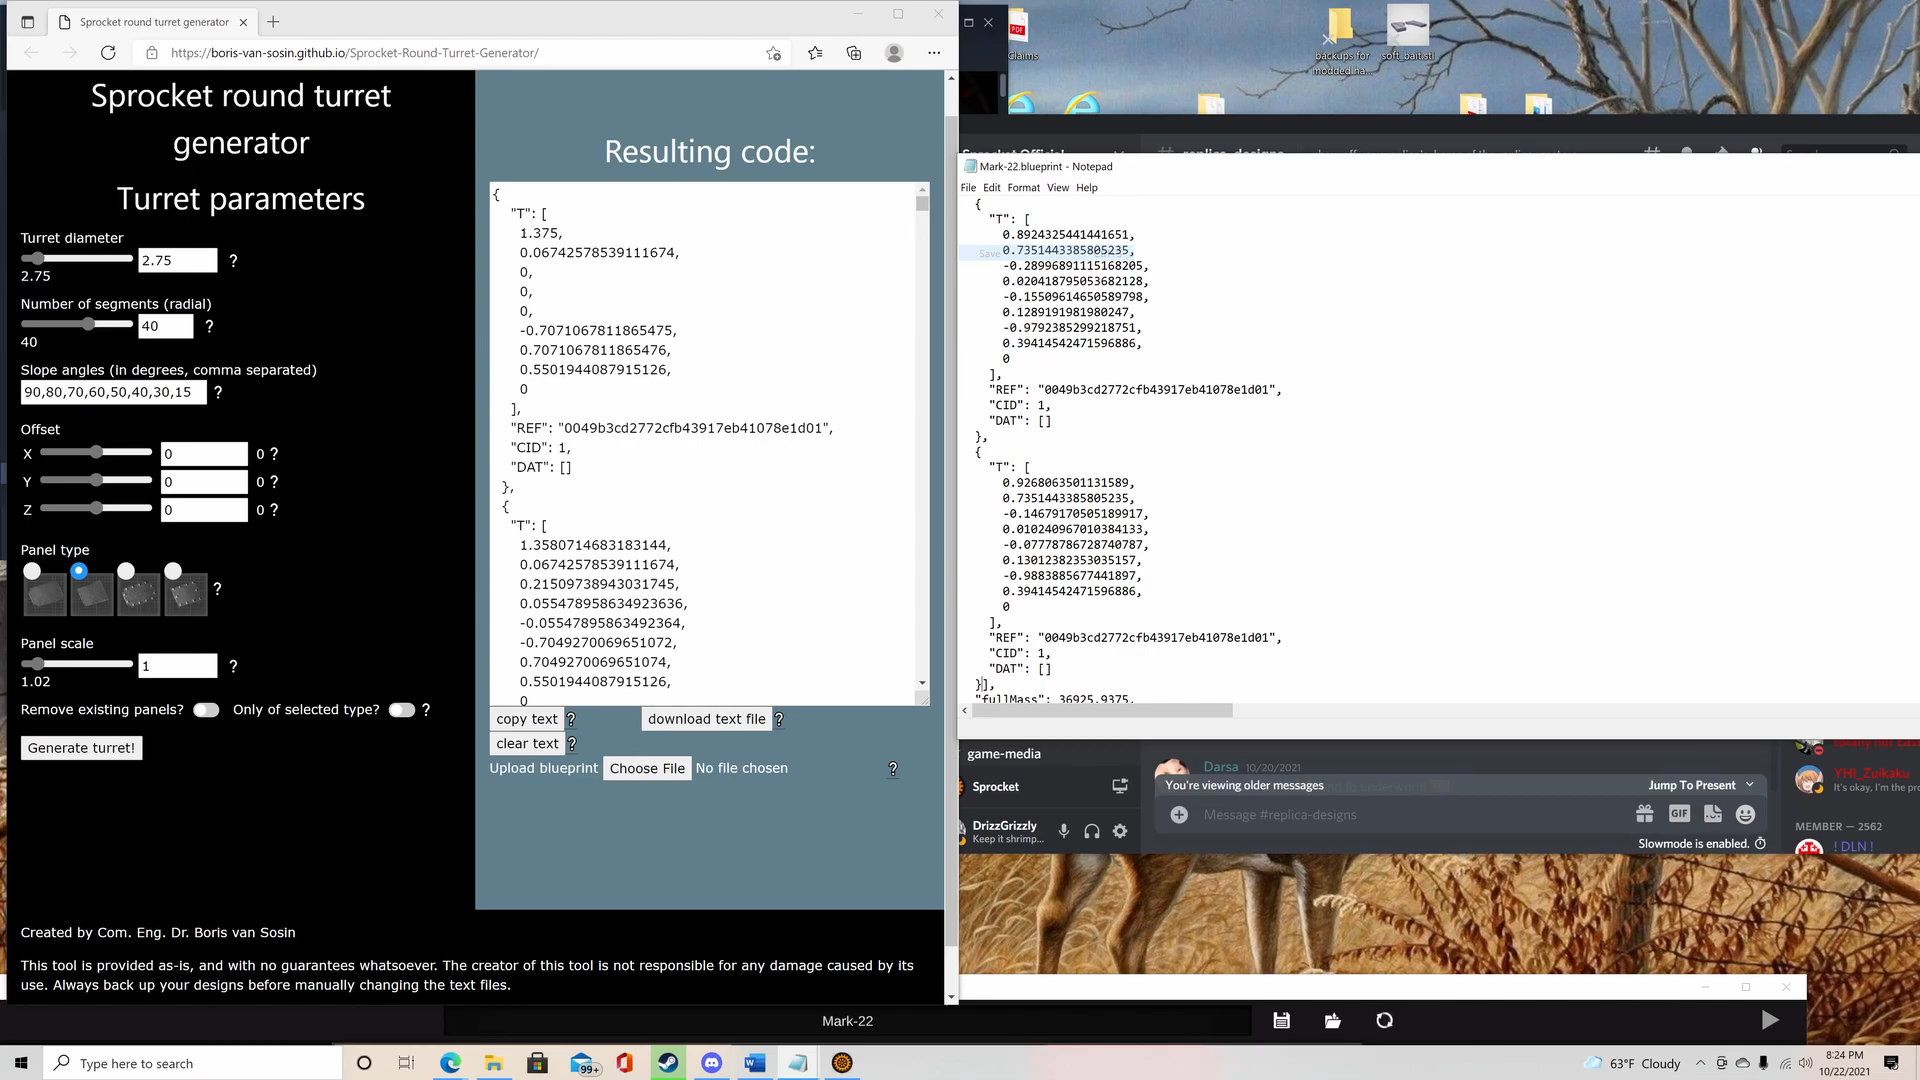 Sprocket round turret generator
https://boris-van-sosin.github.io/Sprocket-Round-Turret-Generator/
Sprocket round turret
generator
Turret parameters
Turret diameter
2.75 ?
2.75
Number of segments (radial)
40 ?
40
Slope angles (in degrees, comma separated)
90,80,70,60,50,40,30,15 ?
Offset
X 0 0 ?
Y 0 0 ?
Z 0 0 ?
Panel type
?
Panel scale
1 ?
1.02
Remove existing panels? Only of selected type? ?
Generate turret!
Resulting code:
{
"T": [
1.375,
0.06742578539111674,
0,
0,
0,
-0.7071067811865475,
0.7071067811865476,
0.5501944087915126,
0
],
"REF": "0049b3cd2772cfb43917eb41078e1d01",
"CID": 1,
"DAT": []
},
{
"T": [
1.3580714683183144,
0.06742578539111674,
0.21509738943031745,
0.055478958634923636,
-0.05547895863492364,
-0.7049270069651072,
0.7049270069651074,
0.5501944087915126,
0
copy text ? download text file ?
clear text ?
Upload blueprint Choose File No file chosen ?
Created by Com. Eng. Dr. Boris van Sosin
This tool is provided as-is, and with no guarantees whatsoever. The creator of this tool is not responsible for any damage caused by its
use. Always back up your designs before manually changing the text files.
Claims
backups for
modded ha...
soft_bait.stl
Mark-22.blueprint - Notepad
File Edit Format View Help
Save
{
"T": [
0.8924325441441651,
0.7351443385805235,
-0.28996891115168205,
0.020418795053682128,
-0.15509614650589798,
0.1289191981980247,
-0.9792385299218751,
0.39414542471596886,
0
],
"REF": "0049b3cd2772cfb43917eb41078e1d01",
"CID": 1,
"DAT": []
},
{
"T": [
0.9268063501131589,
0.7351443385805235,
-0.14679170505189917,
0.010240967010384133,
-0.07778786728740787,
0.13012382353035157,
-0.9883885677441897,
0.39414542471596886,
0
],
"REF": "0049b3cd2772cfb43917eb41078e1d01",
"CID": 1,
"DAT": []
}],
"fullMass": 36925.9375,
game-media
Sprocket
DrizzGrizzly
Keep it shrimp...
Darsa 10/20/2021
You're viewing older messages Jump To Present
Message #replica-designs
GIF
Slowmode is enabled.
YHI_Zuikaku
It's okay, I'm the pro
MEMBER — 2562
! DLN !
Mark-22
Type here to search
99+
63°F Cloudy
8:24 PM
10/22/2021